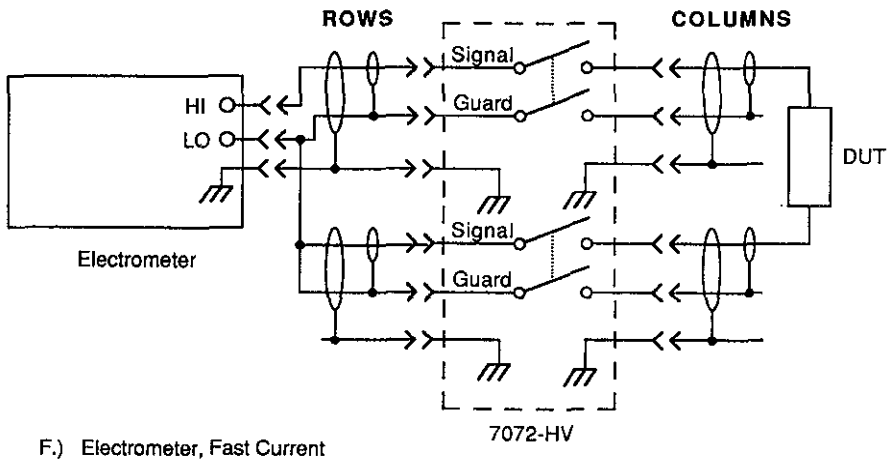 ROWS
COLUMNS
Signal
HI
Guard
LO
DUT
Signal
Electrometer
Guard
7072-HV
F.) Electrometer, Fast Current